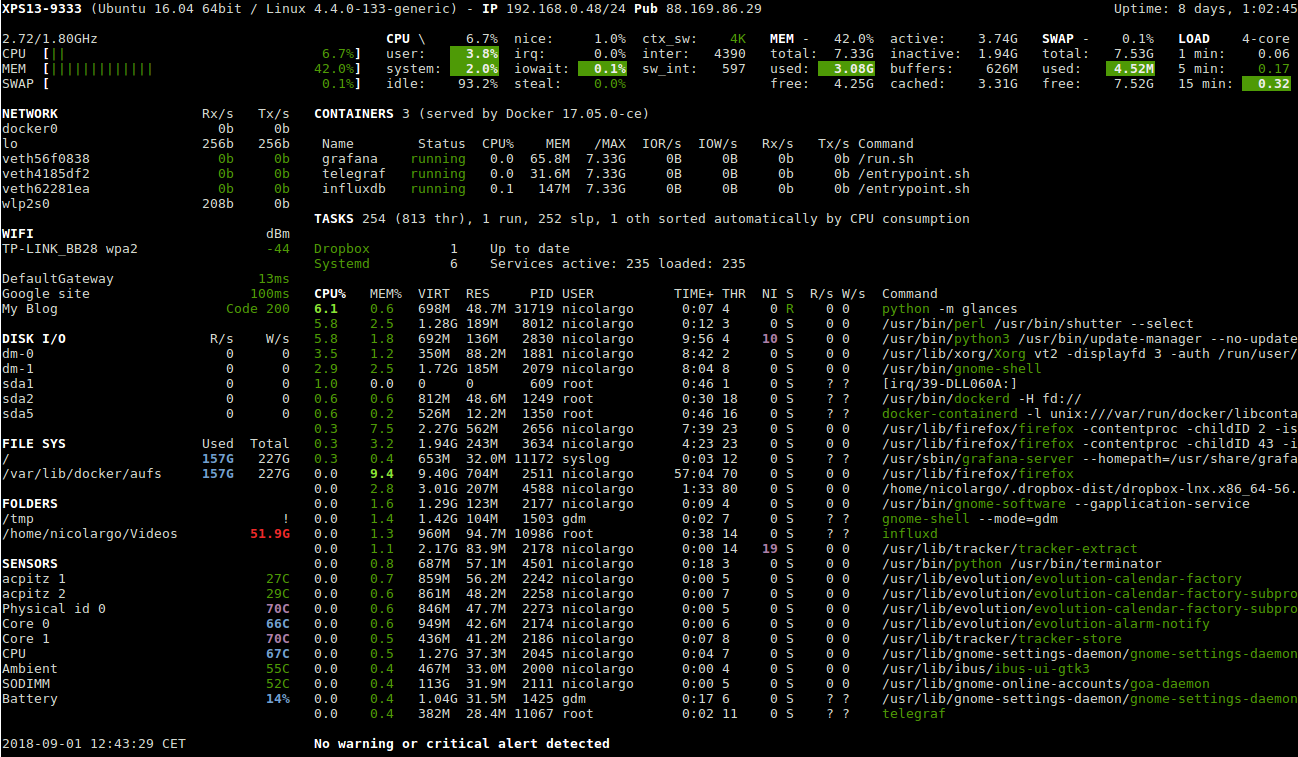 XPS13-9333 (Ubuntu 16.04 64bit / Linux 4.4.0-133-generic) - IP 192.168.0.48/24 Pub 88.169.86.29 Uptime: 8 days, 1:02:45
2.72/1.80GHz CPU \ 6.7% nice: 1.0% ctx_sw: 4K MEM - 42.0% active: 3.74G SWAP - 0.1% LOAD 4-core
CPU [|| 6.7%] user: 3.8% irq: 0.0% inter: 4390 total: 7.33G inactive: 1.94G total: 7.53G 1 min: 0.06
MEM [||||||||||||| 42.0%] system: 2.0% iowait: 0.1% sw_int: 597 used: 3.08G buffers: 626M used: 4.52M 5 min: 0.17
SWAP [ 0.1%] idle: 93.2% steal: 0.0% free: 4.25G cached: 3.31G free: 7.52G 15 min: 0.32
NETWORK Rx/s Tx/s
docker0 0b 0b
lo 256b 256b
veth56f0838 0b 0b
veth4185df2 0b 0b
veth62281ea 0b 0b
wlp2s0 208b 0b
WIFI dBm
TP-LINK_BB28 wpa2 -44
DefaultGateway 13ms
Google site 100ms
My Blog Code 200
DISK I/O R/s W/s
dm-0 0 0
dm-1 0 0
sda1 0 0
sda2 0 0
sda5 0 0
FILE SYS Used Total
/ 157G 227G
/var/lib/docker/aufs 157G 227G
FOLDERS
/tmp !
/home/nicolargo/Videos 51.9G
SENSORS
acpitz 1 27C
acpitz 2 29C
Physical id 0 70C
Core 0 66C
Core 1 70C
CPU 67C
Ambient 55C
SODIMM 52C
Battery 14%
2018-09-01 12:43:29 CET
CONTAINERS 3 (served by Docker 17.05.0-ce)
Name Status CPU% MEM /MAX IOR/s IOW/s Rx/s Tx/s Command
grafana running 0.0 65.8M 7.33G 0B 0B 0B 0B /run.sh
telegraf running 0.0 31.6M 7.33G 0B 0B 0B 0B /entrypoint.sh
influxdb running 0.1 147M 7.33G 0B 0B 0B 0B /entrypoint.sh
TASKS 254 (813 thr), 1 run, 252 slp, 1 oth sorted automatically by CPU consumption
Dropbox 1 Up to date
Systemd 6 Services active: 235 loaded: 235
CPU% MEM% VIRT RES PID USER TIME+ THR NI S R/s W/s Command
6.1 0.6 698M 48.7M 31719 nicolargo 0:07 4 0 R 0 0 python -m glances
5.8 2.5 1.28G 189M 8012 nicolargo 0:12 3 0 S 0 0 /usr/bin/perl /usr/bin/shutter --select
5.8 1.8 692M 136M 2830 nicolargo 9:56 4 10 S 0 0 /usr/bin/python3 /usr/bin/update-manager --no-update
3.5 1.2 350M 88.2M 1881 nicolargo 8:42 2 0 S 0 0 /usr/lib/xorg/Xorg vt2 -displayfd 3 -auth /run/user/
2.9 2.5 1.72G 185M 2079 nicolargo 8:04 8 0 S 0 0 /usr/bin/gnome-shell
1.0 0.0 0 0 609 root 0:46 1 0 S ? ? [irq/39-DLL060A:]
0.6 0.6 812M 48.6M 1249 root 0:30 18 0 S ? ? /usr/bin/dockerd -H fd://
0.6 0.2 526M 12.2M 1350 root 0:46 16 0 S ? ? docker-containerd -l unix:///var/run/docker/libconta
0.3 7.5 2.27G 562M 2656 nicolargo 7:39 23 0 S 0 0 /usr/lib/firefox/firefox -contentproc -childID 2 -is
0.3 3.2 1.94G 243M 3634 nicolargo 4:23 23 0 S 0 0 /usr/lib/firefox/firefox -contentproc -childID 43 -i
0.3 0.4 653M 32.0M 11172 syslog 0:03 12 0 S ? ? /usr/sbin/grafana-server --homepath=/usr/share/grafa
0.0 9.4 9.40G 704M 2511 nicolargo 57:04 70 0 S 0 0 /usr/lib/firefox/firefox
0.0 2.8 3.01G 207M 4588 nicolargo 1:33 80 0 S 0 0 /home/nicolargo/.dropbox-dist/dropbox-lnx.x86_64-56.
0.0 1.6 1.29G 123M 2177 nicolargo 0:09 4 0 S 0 0 /usr/bin/gnome-software --gapplication-service
0.0 1.4 1.42G 104M 1503 gdm 0:02 7 0 S ? ? gnome-shell --mode=gdm
0.0 1.3 960M 94.7M 10986 root 0:38 14 0 S ? ? influxd
0.0 1.1 2.17G 83.9M 2178 nicolargo 0:00 14 19 S 0 0 /usr/lib/tracker/tracker-extract
0.0 0.8 687M 57.1M 4501 nicolargo 0:18 3 0 S 0 0 /usr/bin/python /usr/bin/terminator
0.0 0.7 859M 56.2M 2242 nicolargo 0:00 5 0 S 0 0 /usr/lib/evolution/evolution-calendar-factory
0.0 0.6 861M 48.2M 2258 nicolargo 0:00 7 0 S 0 0 /usr/lib/evolution/evolution-calendar-factory-subpro
0.0 0.6 846M 47.7M 2273 nicolargo 0:00 5 0 S 0 0 /usr/lib/evolution/evolution-calendar-factory-subpro
0.0 0.6 949M 42.6M 2174 nicolargo 0:00 6 0 S 0 0 /usr/lib/evolution/evolution-alarm-notify
0.0 0.5 436M 41.2M 2186 nicolargo 0:07 8 0 S 0 0 /usr/lib/tracker/tracker-store
0.0 0.5 1.27G 37.3M 2045 nicolargo 0:04 7 0 S 0 0 /usr/lib/gnome-settings-daemon/gnome-settings-daemon
0.0 0.4 467M 33.0M 2000 nicolargo 0:00 4 0 S 0 0 /usr/lib/ibus/ibus-ui-gtk3
0.0 0.4 113G 31.9M 2111 nicolargo 0:00 5 0 S 0 0 /usr/lib/gnome-online-accounts/goa-daemon
0.0 0.4 1.04G 31.5M 1425 gdm 0:17 6 0 S ? ? /usr/lib/gnome-settings-daemon/gnome-settings-daemon
0.0 0.4 382M 28.4M 11067 root 0:02 11 0 S ? ? telegraf
No warning or critical alert detected